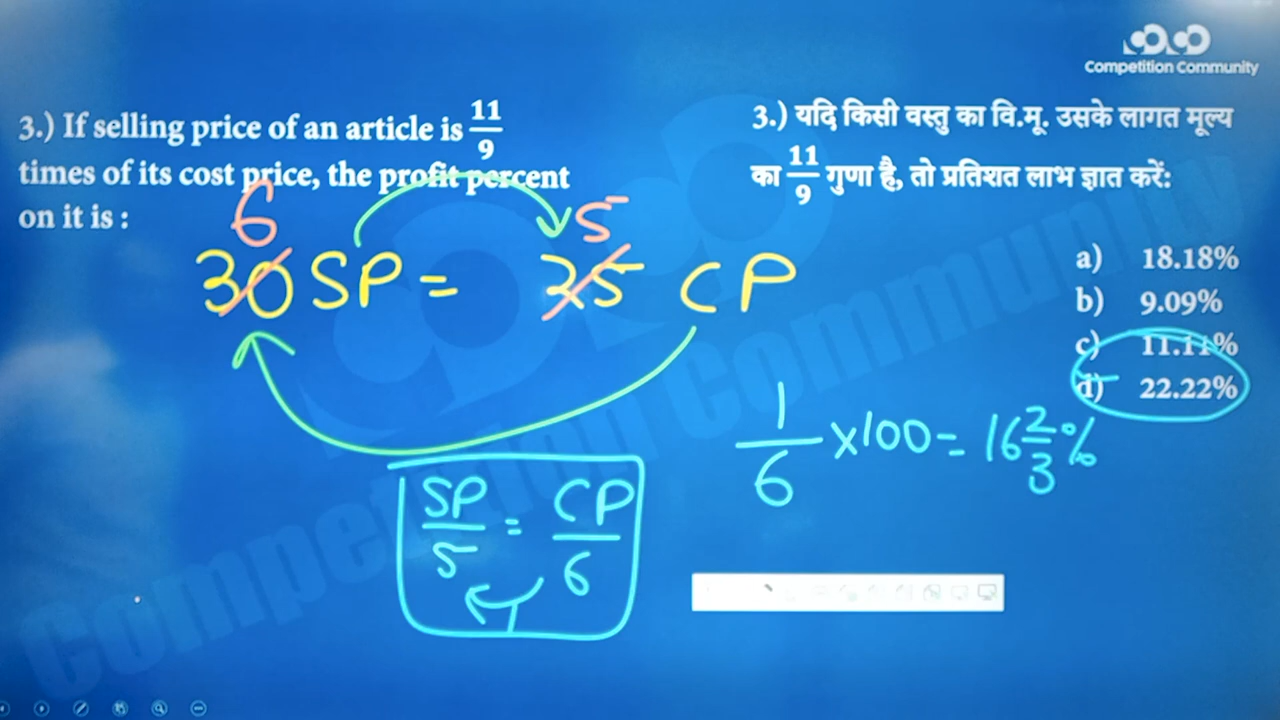 Competition Community
3.) If selling price of an article is 11/9
times of its cost price, the profit percent
on it is :
3.) यदि किसी वस्तु का वि.मू. उसके लागत मूल्य
का 11/9 गुणा है, तो प्रतिशत लाभ ज्ञात करें:
a) 18.18%
b) 9.09%
c) 11.11%
d) 22.22%
6 5
30 SP = 25 CP
1/6 ×100 = 16 2/3 %
SP/5 = CP/6
1
Competition Community